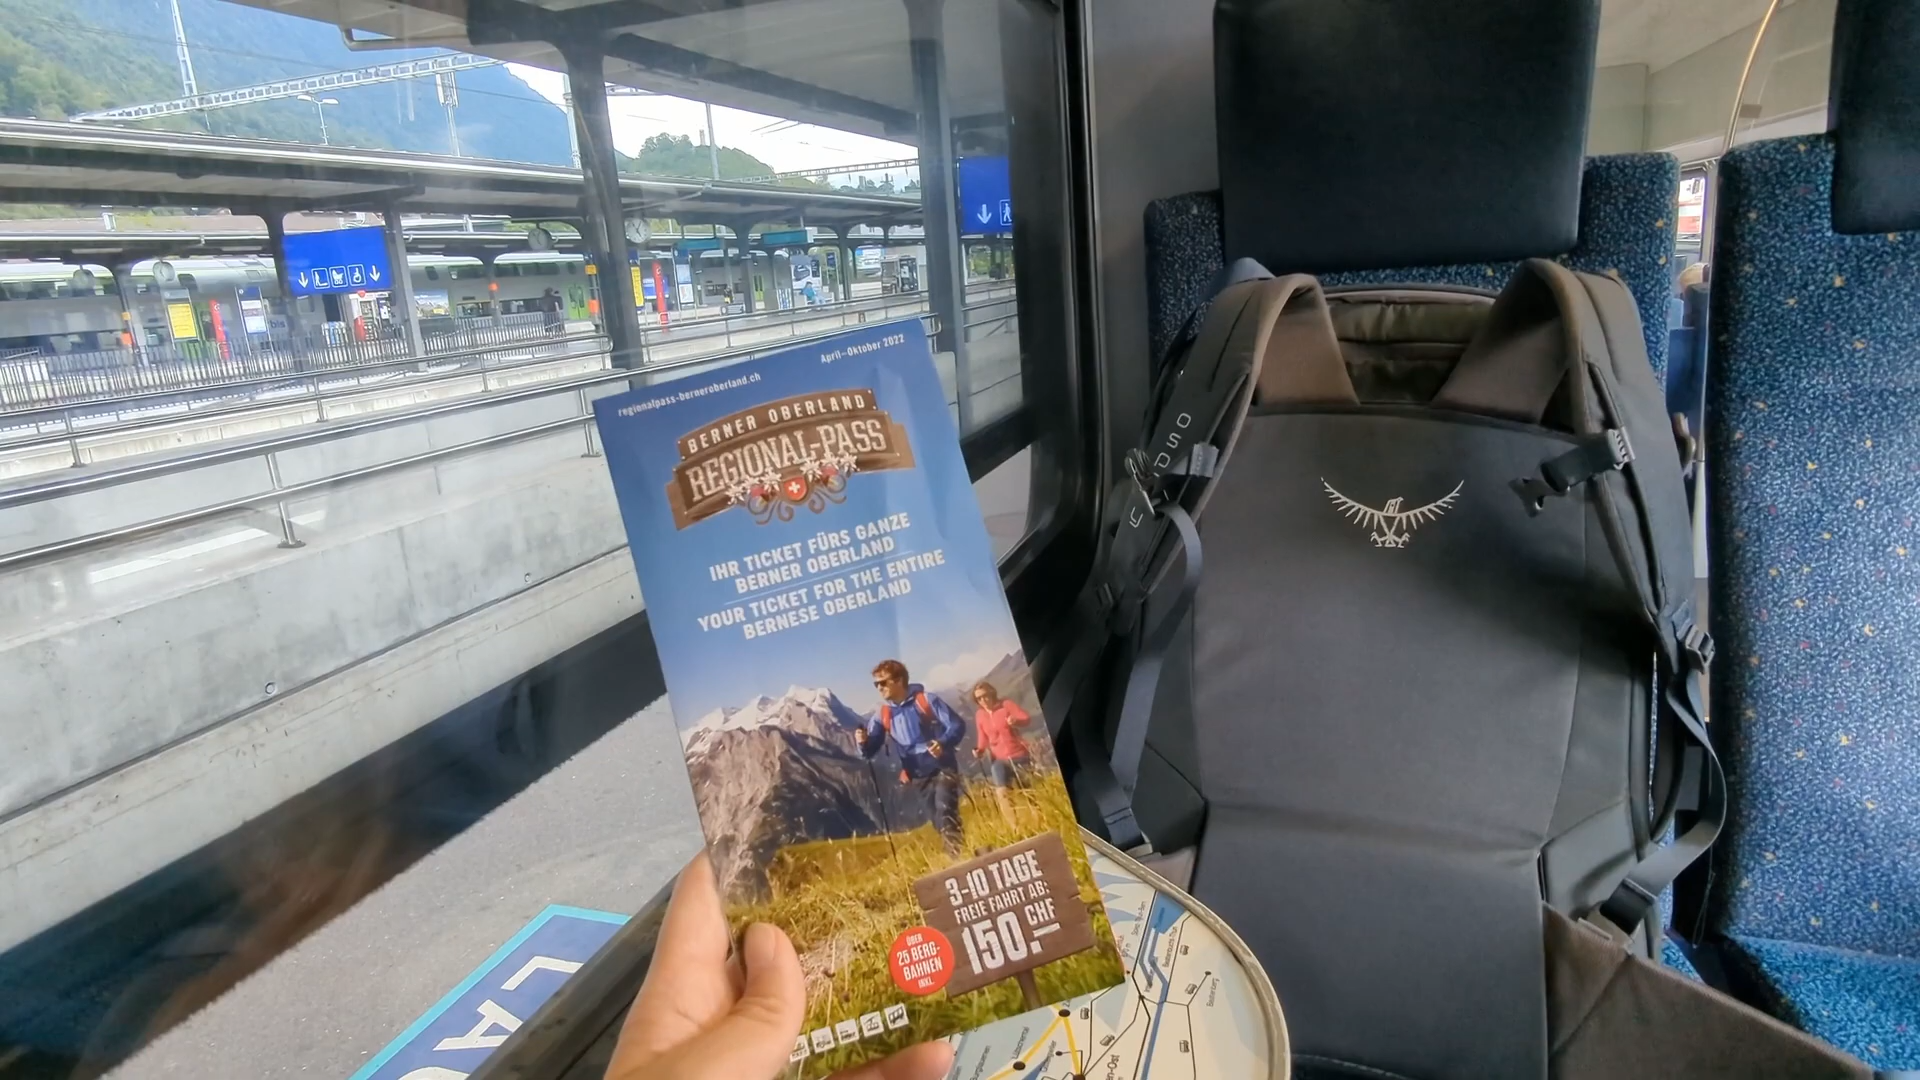 regionalpass-berneroberland.ch
April–Oktober 2022
BERNER OBERLAND
REGIONAL-PASS
IHR TICKET FÜRS GANZE
BERNER OBERLAND
YOUR TICKET FOR THE ENTIRE
BERNESE OBERLAND
3-10 TAGE
FREIE FAHRT AB:
150.– CHF
ÜBER
25 BERG-
BAHNEN
INKL.
bls